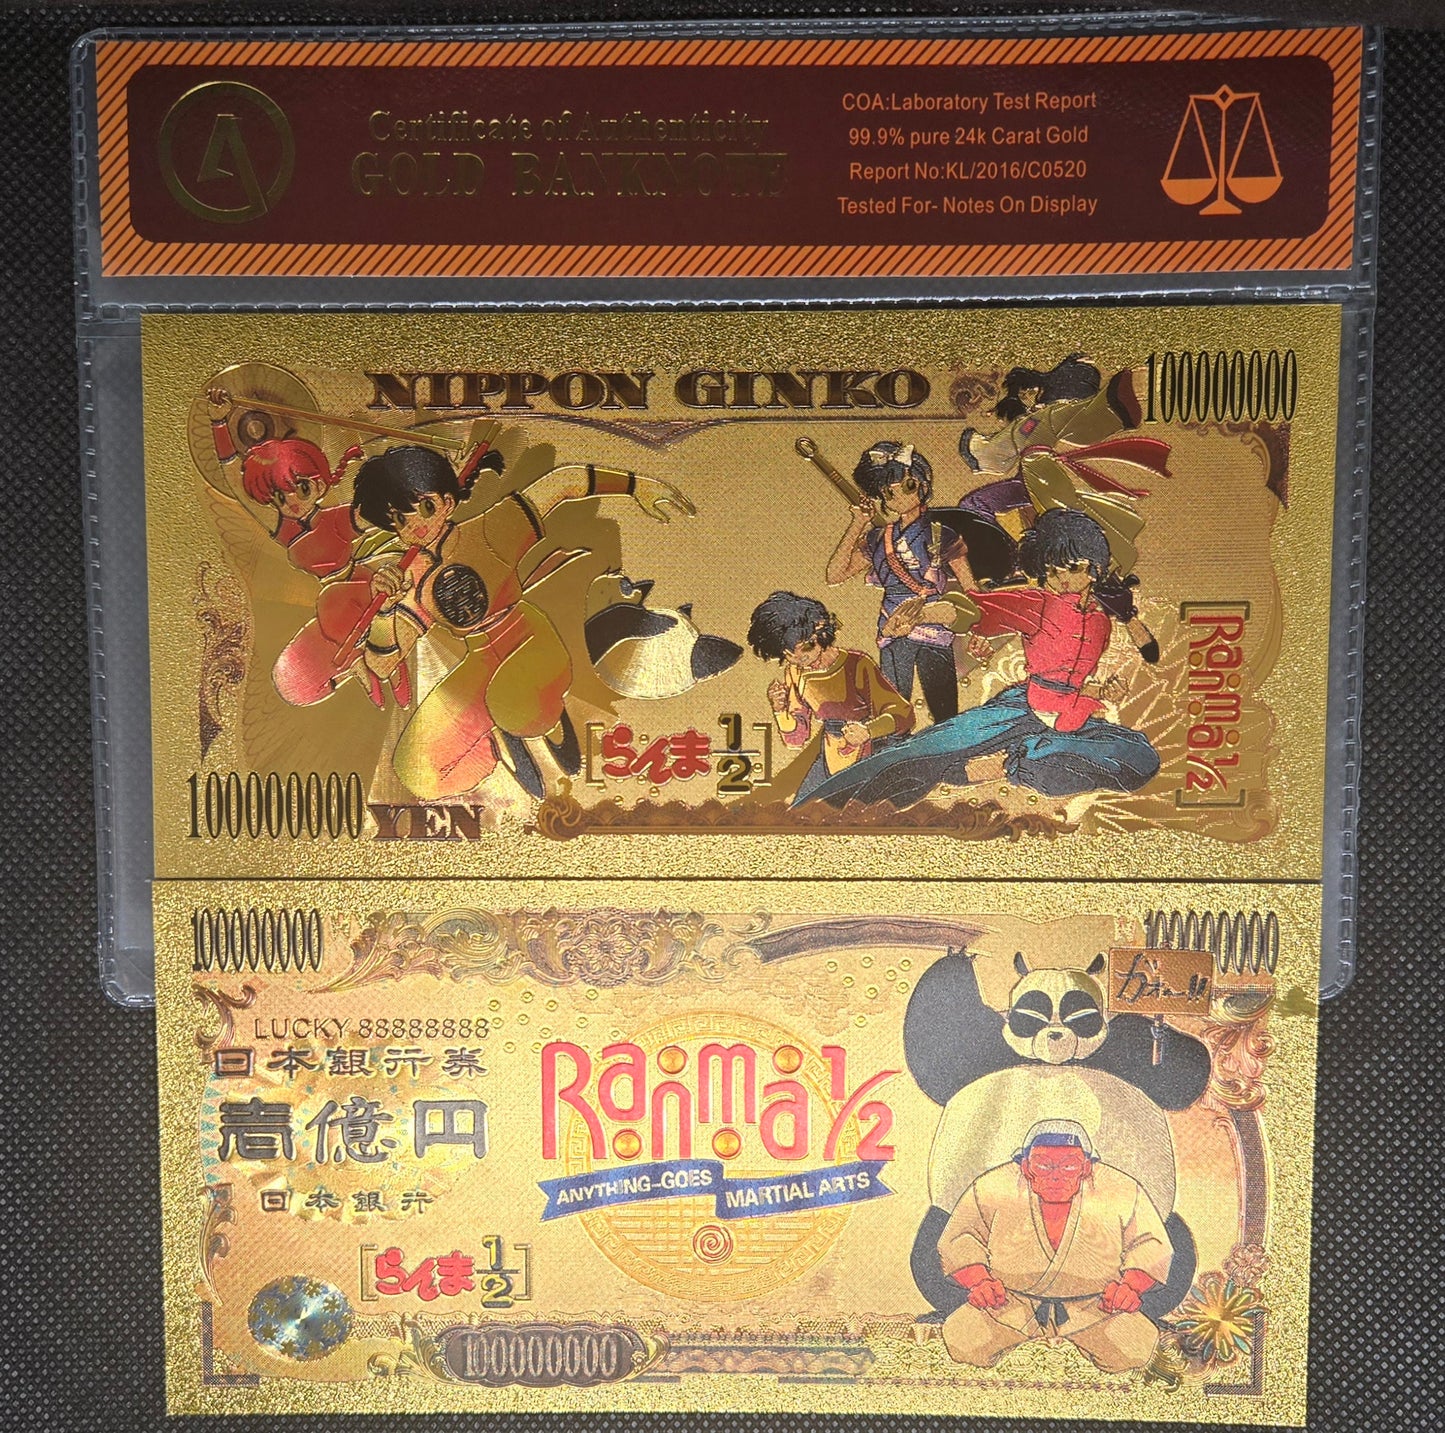 Certificate of Authenticity
GOLD BANKNOTE
COA:Laboratory Test Report
99.9% pure 24k Carat Gold
Report No:KL/2016/C0520
Tested For- Notes On Display
NIPPON GINKO
100000000
[Ranma½]
[らんま1/2]
100000000 YEN
100000000
100000000
LUCKY 88888888
日本銀行券
壱億円
日本銀行
Ranma½
ANYTHING-GOES MARTIAL ARTS
[らんま1/2]
100000000